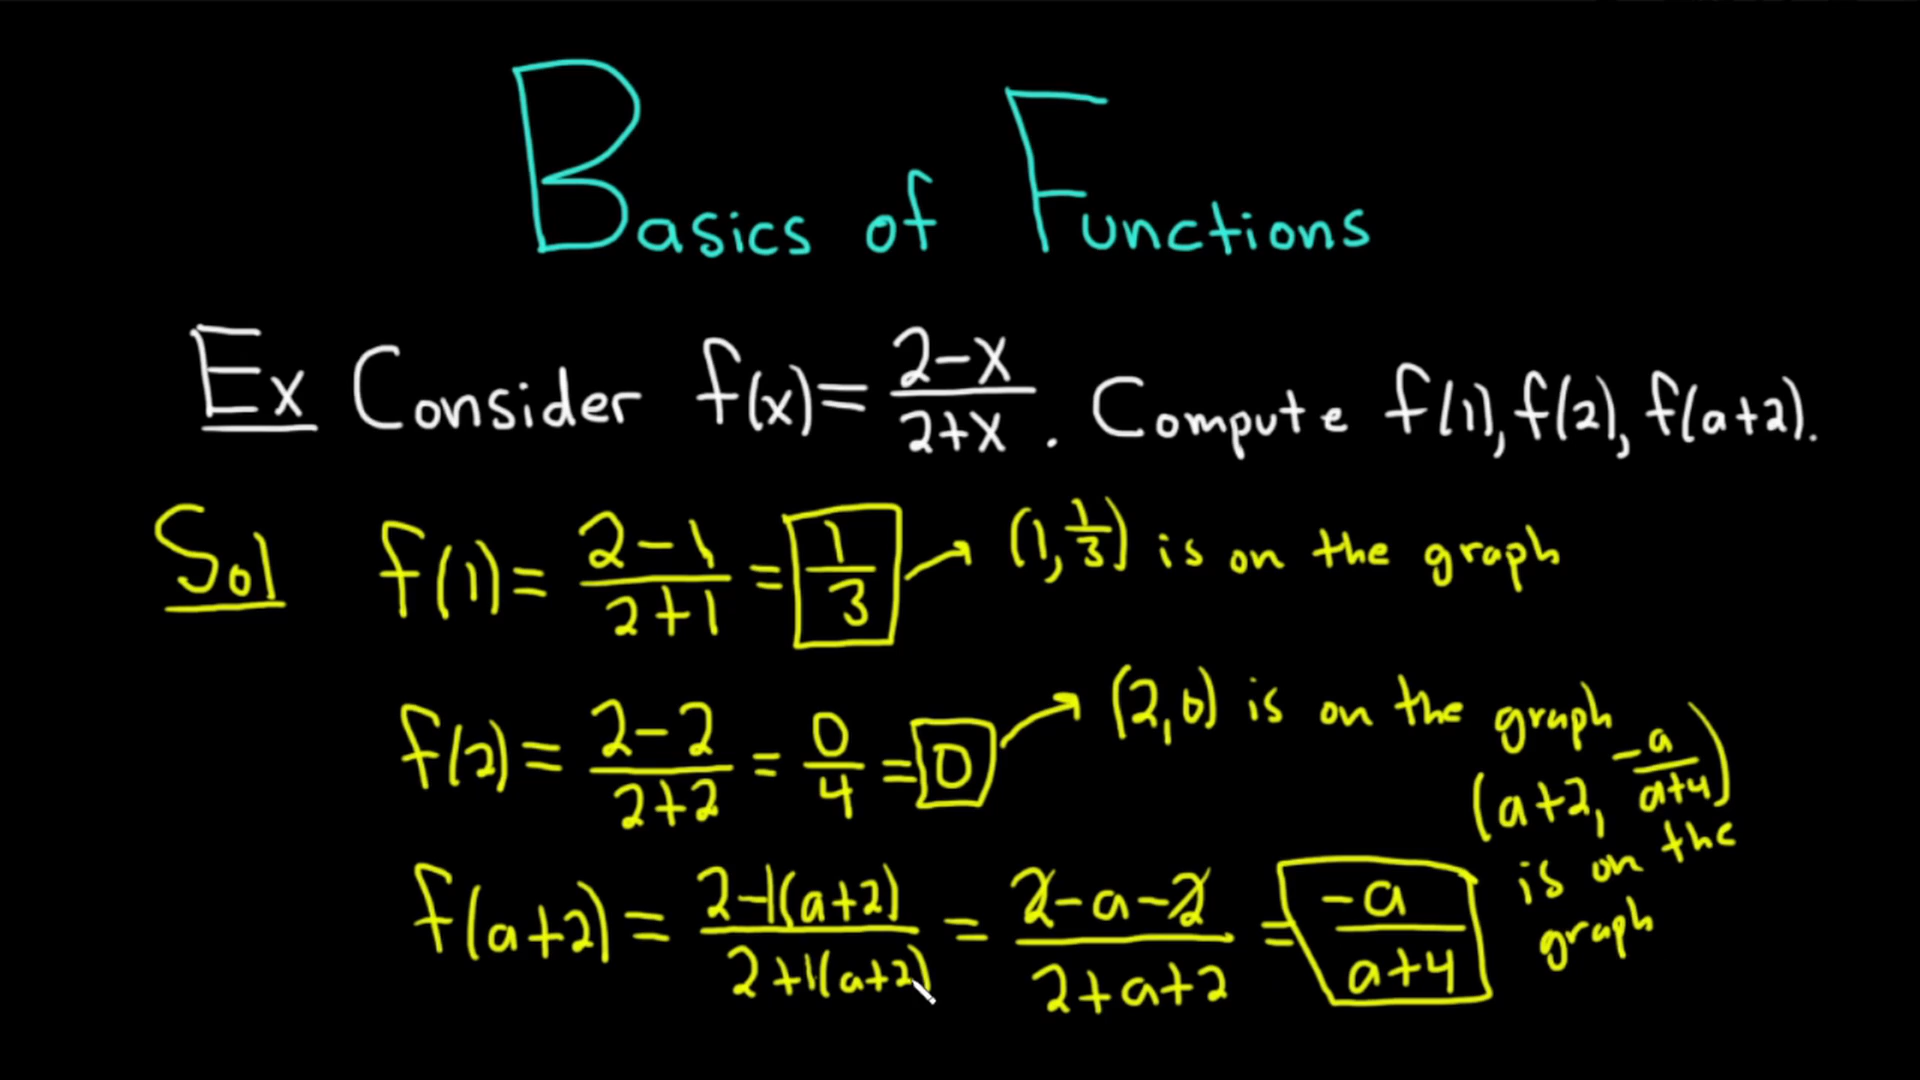 Basics of Functions
Ex Consider f(x)= (2-x)/(2+x). Compute f(1), f(2), f(a+2).
Sol f(1)= (2-1)/(2+1) = 1/3 → (1, 1/3) is on the graph
f(2)= (2-2)/(2+2) = 0/4 = 0 → (2,0) is on the graph
f(a+2)= (2-1(a+2))/(2+1(a+2)) = (2-a-2)/(2+a+2) = -a/(a+4)
(a+2, -a/(a+4))
is on the
graph